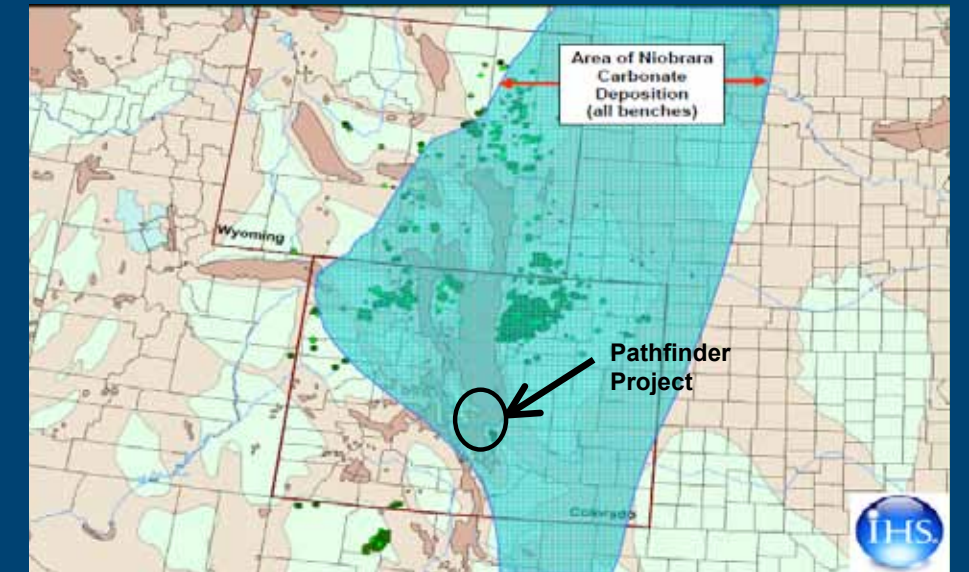 Area of Niobrara
Carbonate
Deposition
(all benches)
Wyoming
Pathfinder
Project
Colorado
IHS